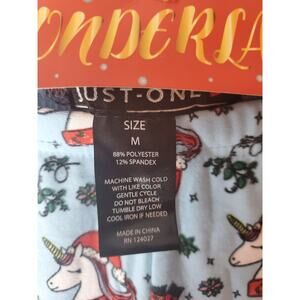 JUST-ONE
SIZE
M
88% POLYESTER
12% SPANDEX
MACHINE WASH COLD
WITH LIKE COLOR
GENTLE CYCLE
DO NOT BLEACH
TUMBLE DRY LOW
COOL IRON IF NEEDED
MADE IN CHINA
RN 124027